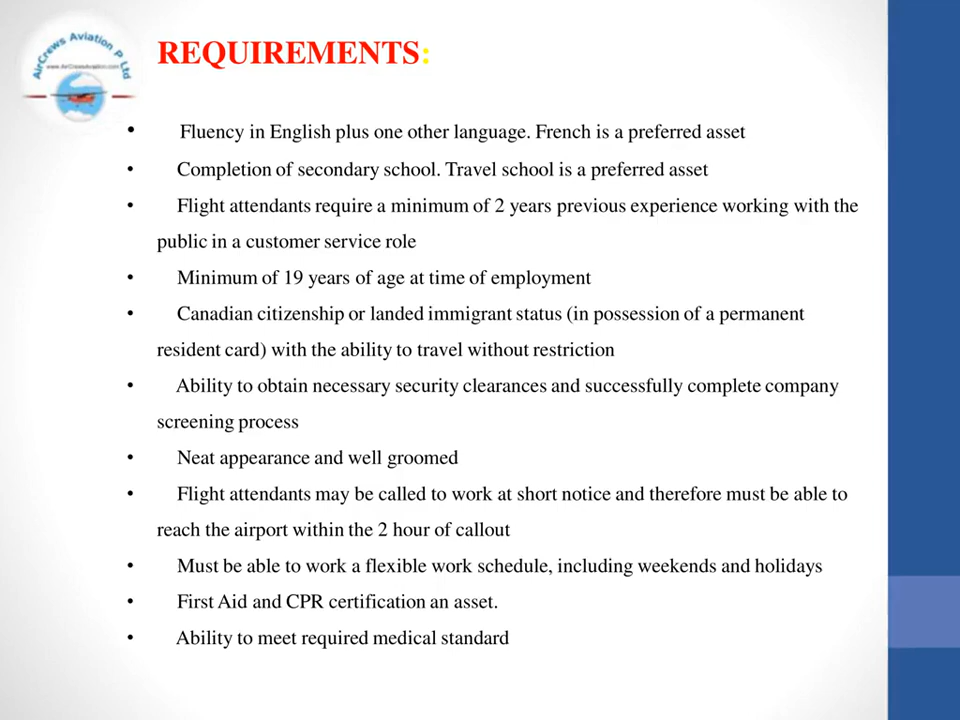 AirCrews Aviation P Ltd
www.AirCrewsAviation.com
REQUIREMENTS:
• Fluency in English plus one other language. French is a preferred asset
• Completion of secondary school. Travel school is a preferred asset
• Flight attendants require a minimum of 2 years previous experience working with the
public in a customer service role
• Minimum of 19 years of age at time of employment
• Canadian citizenship or landed immigrant status (in possession of a permanent
resident card) with the ability to travel without restriction
• Ability to obtain necessary security clearances and successfully complete company
screening process
• Neat appearance and well groomed
• Flight attendants may be called to work at short notice and therefore must be able to
reach the airport within the 2 hour of callout
• Must be able to work a flexible work schedule, including weekends and holidays
• First Aid and CPR certification an asset.
• Ability to meet required medical standard